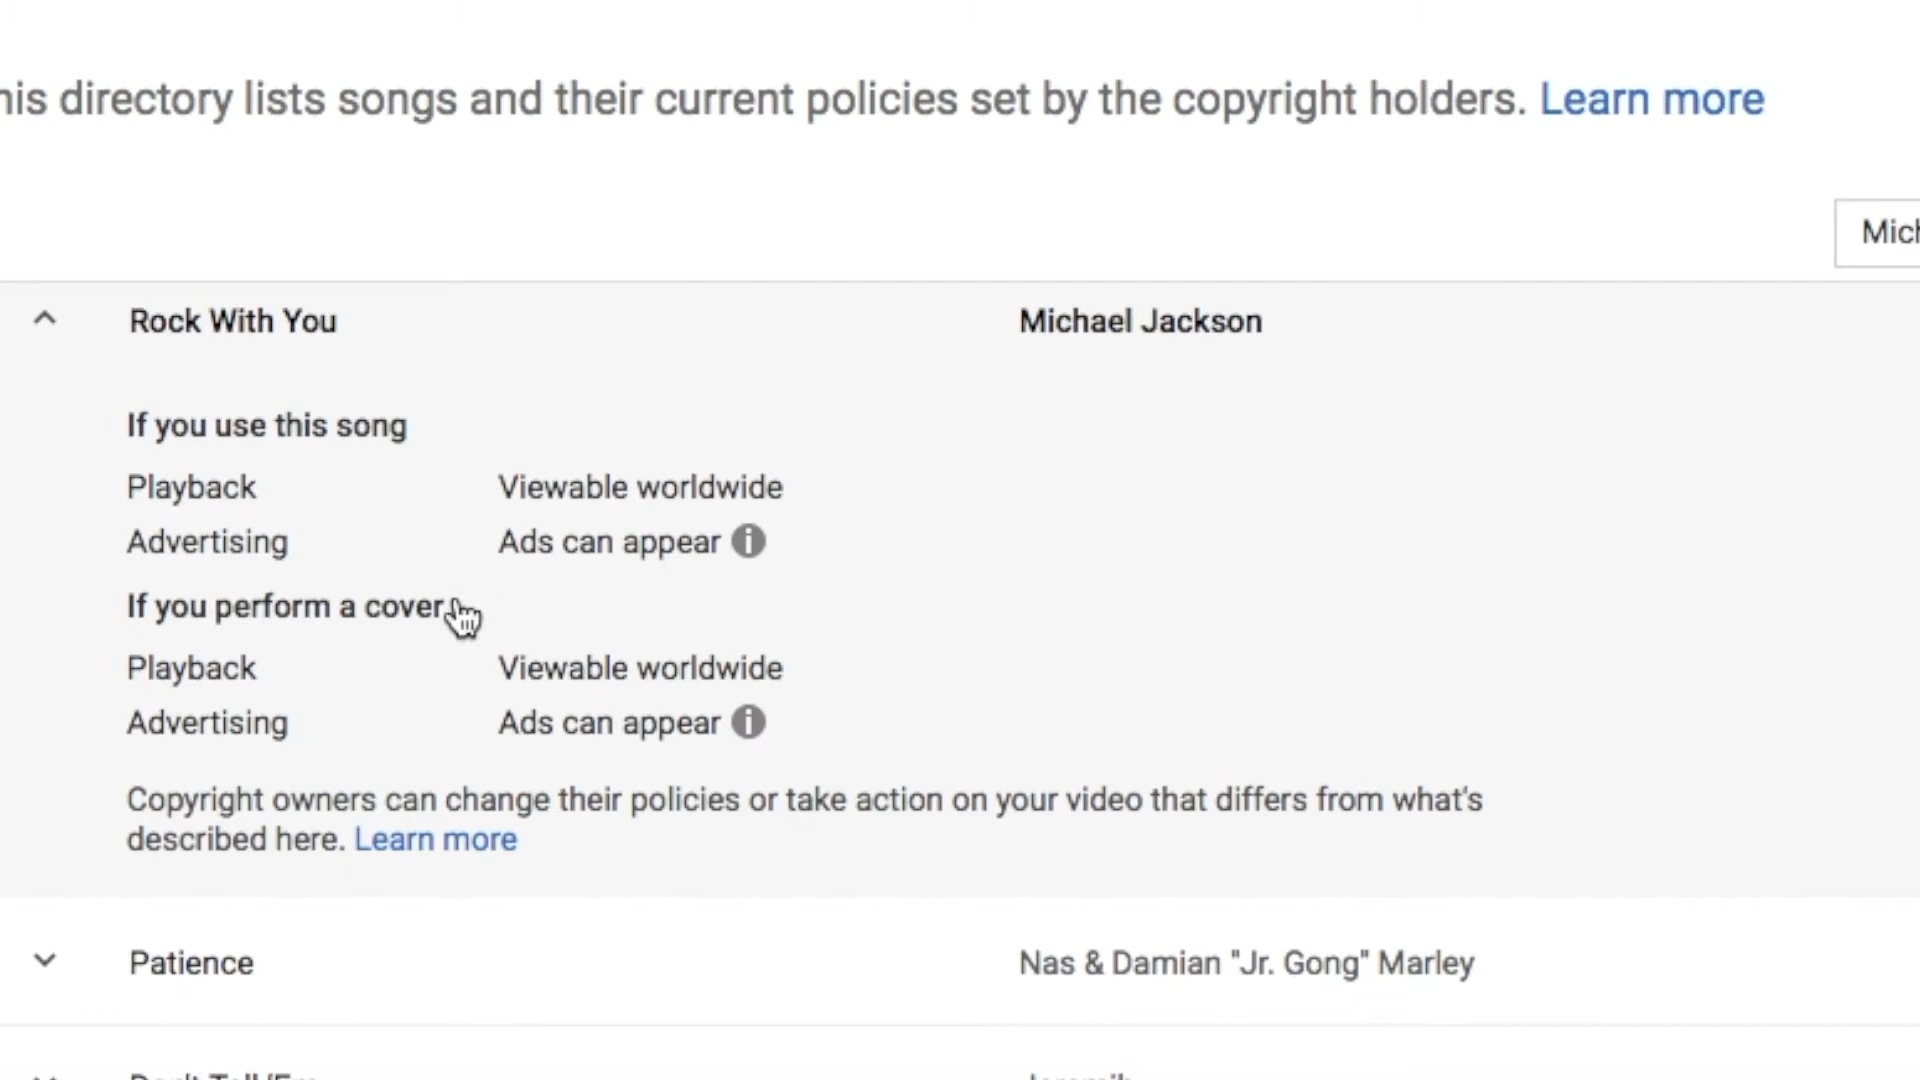 his directory lists songs and their current policies set by the copyright holders. Learn more
Mich
Rock With You Michael Jackson
If you use this song
Playback Viewable worldwide
Advertising Ads can appear
If you perform a cover
Playback Viewable worldwide
Advertising Ads can appear
Copyright owners can change their policies or take action on your video that differs from what's
described here. Learn more
Patience Nas & Damian "Jr. Gong" Marley